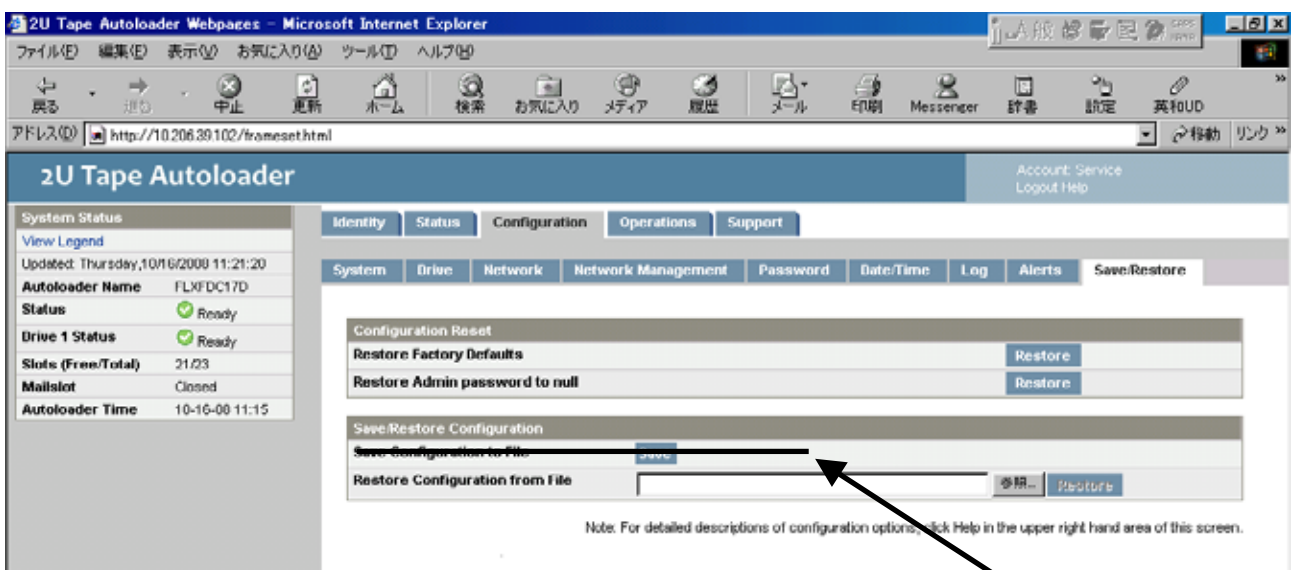 2U Tape Autoloader Webpages - Microsoft Internet Explorer
ファイル(F) 編集(E) 表示(V) お気に入り(A) ツール(T) ヘルプ(H)
戻る 進む 中止 更新 ホーム 検索 お気に入り メディア 履歴 メール 印刷 Messenger 辞書 設定 英和UD
アドレス(D) http://10.206.39.102/frameset.html 移動 リンク
2U Tape Autoloader
Account: Service
Logout Help
System Status
View Legend
Updated: Thursday,10/16/2008 11:21:20
Autoloader Name FLXFDC17D
Status Ready
Drive 1 Status Ready
Slots (Free/Total) 21/23
Mailslot Closed
Autoloader Time 10-16-08 11:15
Identity Status Configuration Operations Support
System Drive Network Network Management Password Date/Time Log Alerts Save/Restore
Configuration Reset
Restore Factory Defaults Restore
Restore Admin password to null Restore
Save/Restore Configuration
Save Configuration to File Save
Restore Configuration from File 参照... Restore
Note: For detailed descriptions of configuration options, click Help in the upper right hand area of this screen.